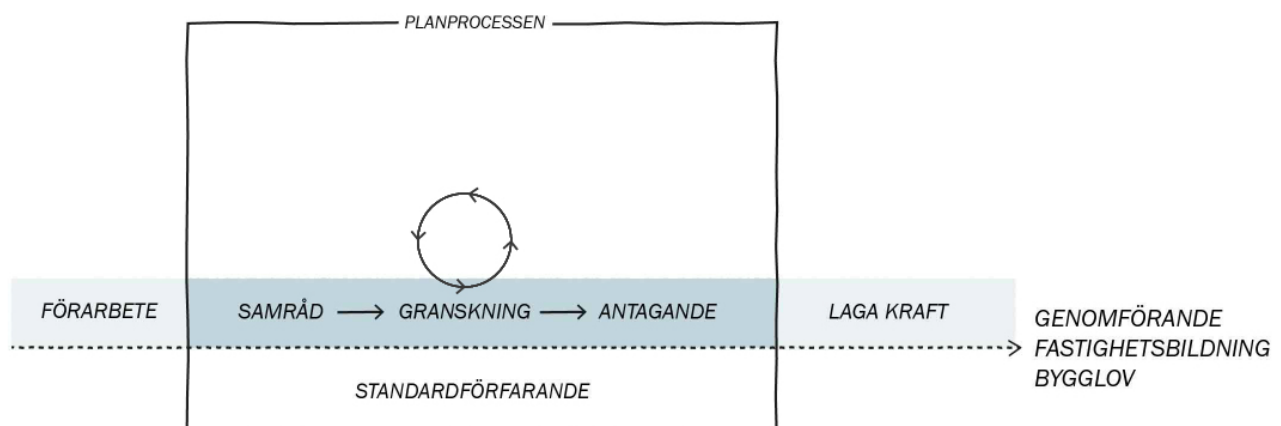 PLANPROCESSEN
FÖRARBETE SAMRÅD GRANSKNING ANTAGANDE LAGA KRAFT
GENOMFÖRANDE
FASTIGHETSBILDNING
BYGGLOV
STANDARDFÖRFARANDE